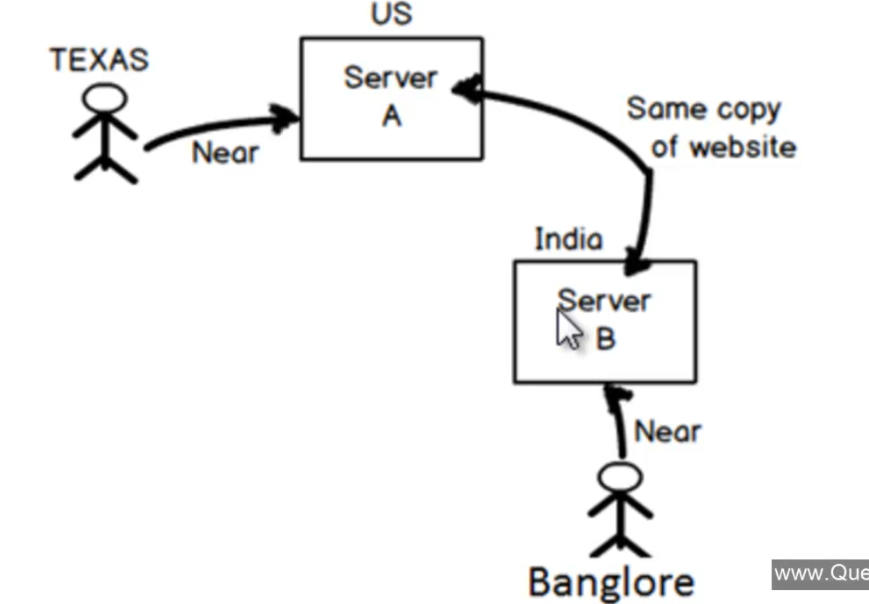 US
TEXAS
Server
A
Near
Same copy
of website
India
Server
B
Near
Banglore
www.Que